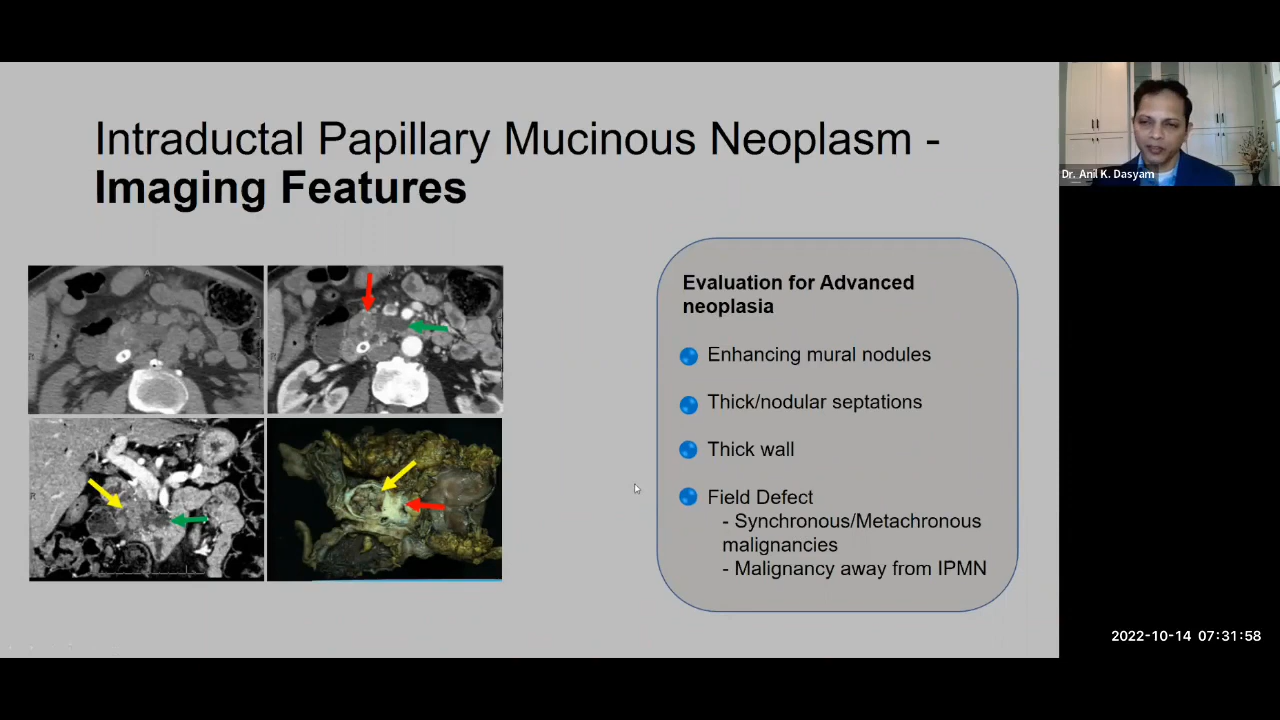 Intraductal Papillary Mucinous Neoplasm -
Imaging Features
Evaluation for Advanced
neoplasia
Enhancing mural nodules
Thick/nodular septations
Thick wall
Field Defect
- Synchronous/Metachronous
malignancies
- Malignancy away from IPMN
Dr. Anil K. Dasyam
2022-10-14 07:31:58